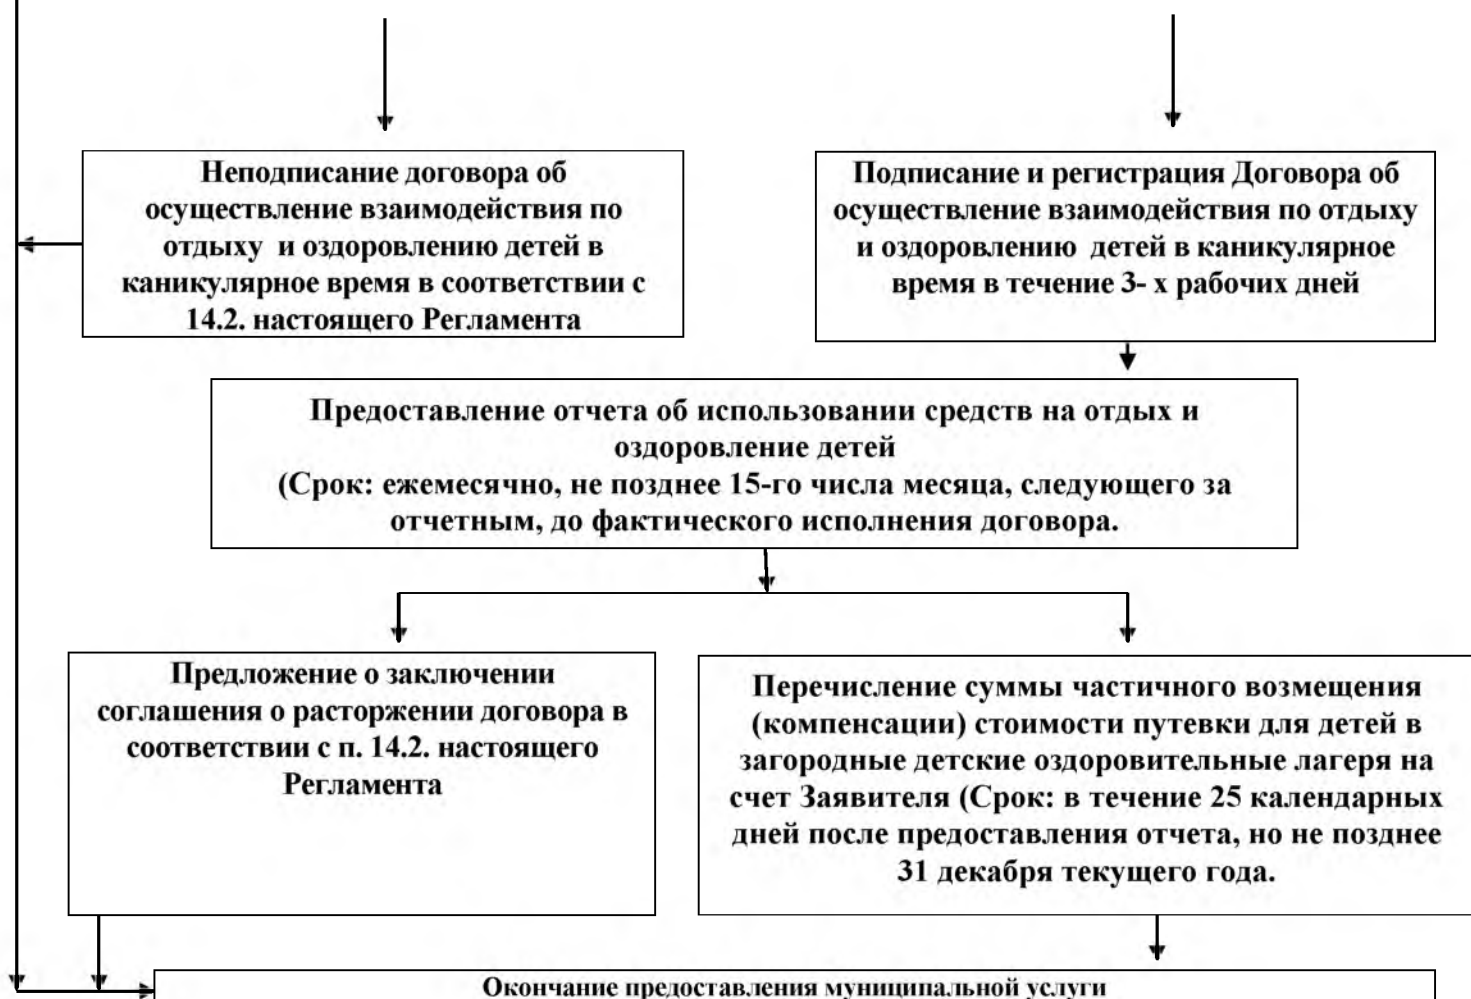 Неподписание договора об
осуществление взаимодействия по
отдыху и оздоровлению детей в
каникулярное время в соответствии с
14.2. настоящего Регламента
Подписание и регистрация Договора об
осуществление взаимодействия по отдыху
и оздоровлению детей в каникулярное
время в течение 3- х рабочих дней
Предоставление отчета об использовании средств на отдых и
оздоровление детей
(Срок: ежемесячно, не позднее 15-го числа месяца, следующего за
отчетным, до фактического исполнения договора.
Предложение о заключении
соглашения о расторжении договора в
соответствии с п. 14.2. настоящего
Регламента
Перечисление суммы частичного возмещения
(компенсации) стоимости путевки для детей в
загородные детские оздоровительные лагеря на
счет Заявителя (Срок: в течение 25 календарных
дней после предоставления отчета, но не позднее
31 декабря текущего года.
Окончание предоставления муниципальной услуги